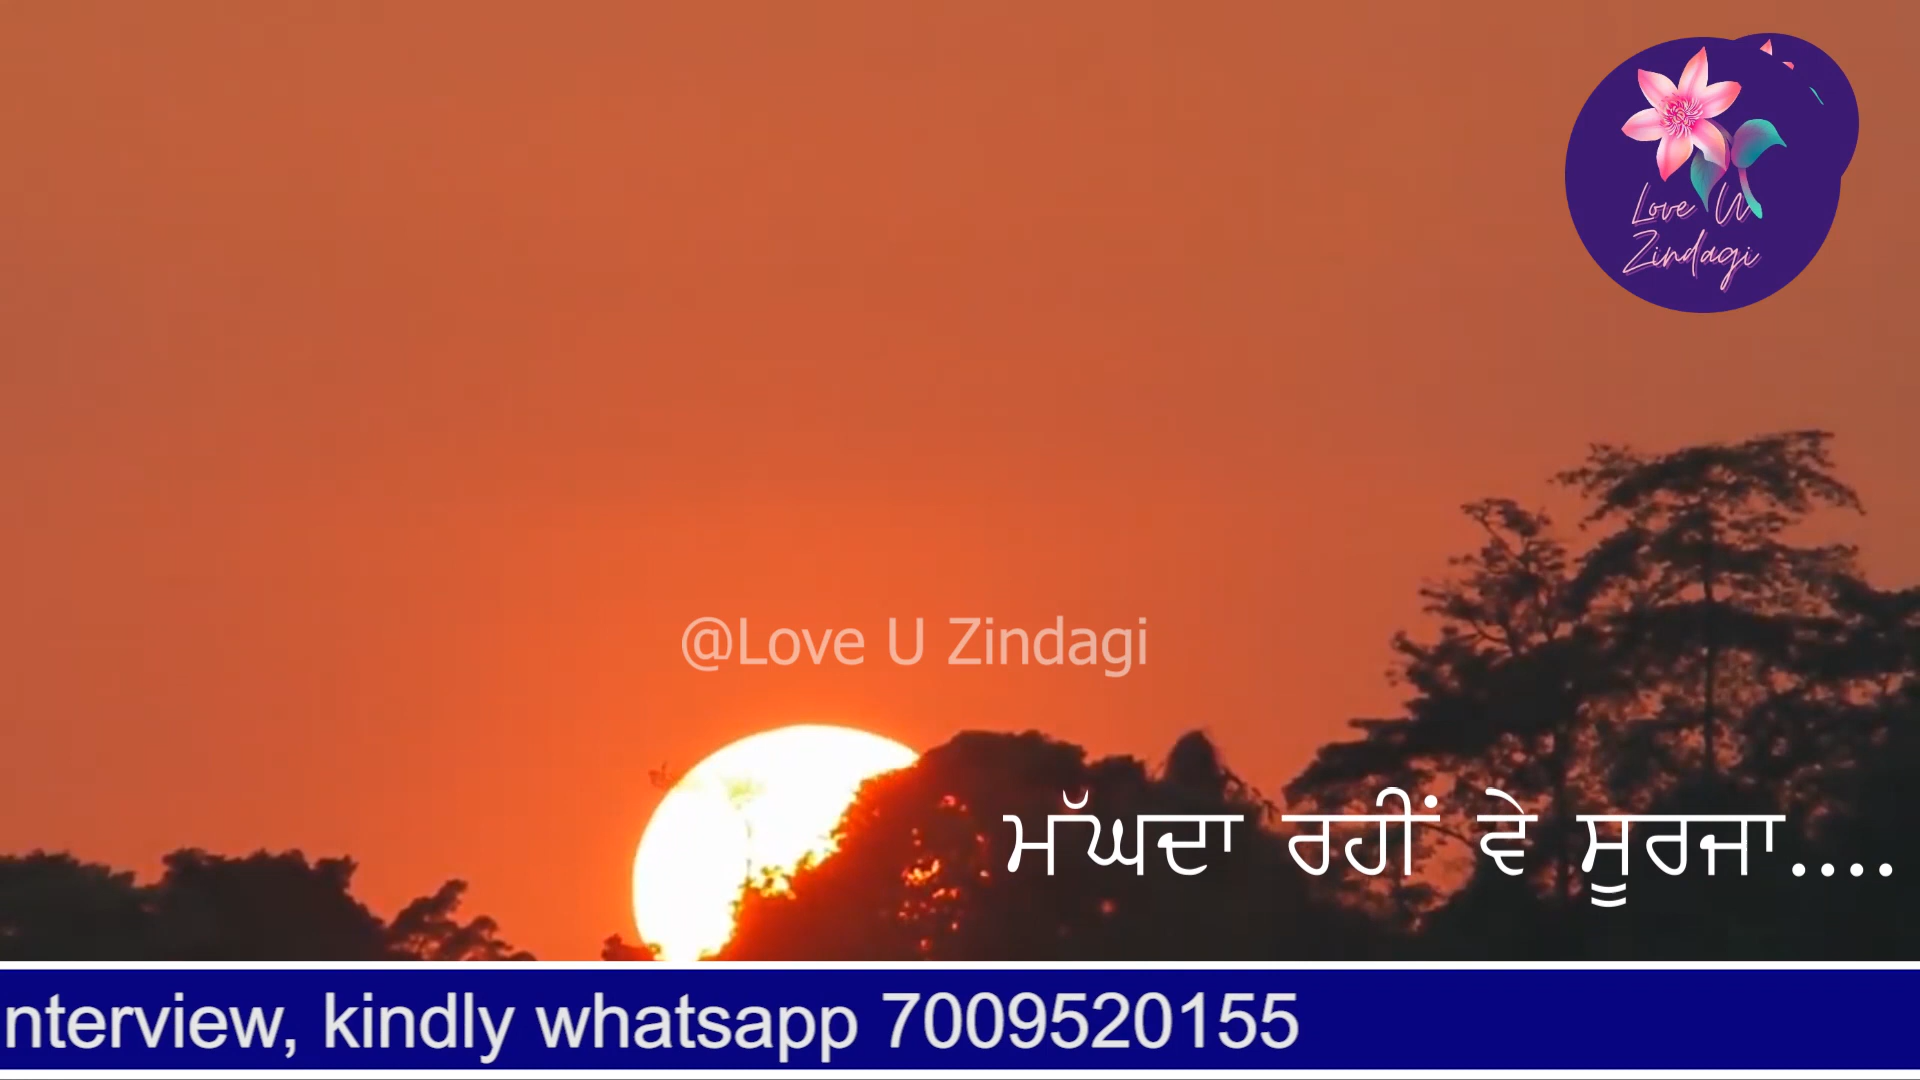 Love U
Zindagi
@Love U Zindagi
ਮੱਘਦਾ ਰਹੀਂ ਵੇ ਸੂਰਜਾ....
nterview, kindly whatsapp 7009520155